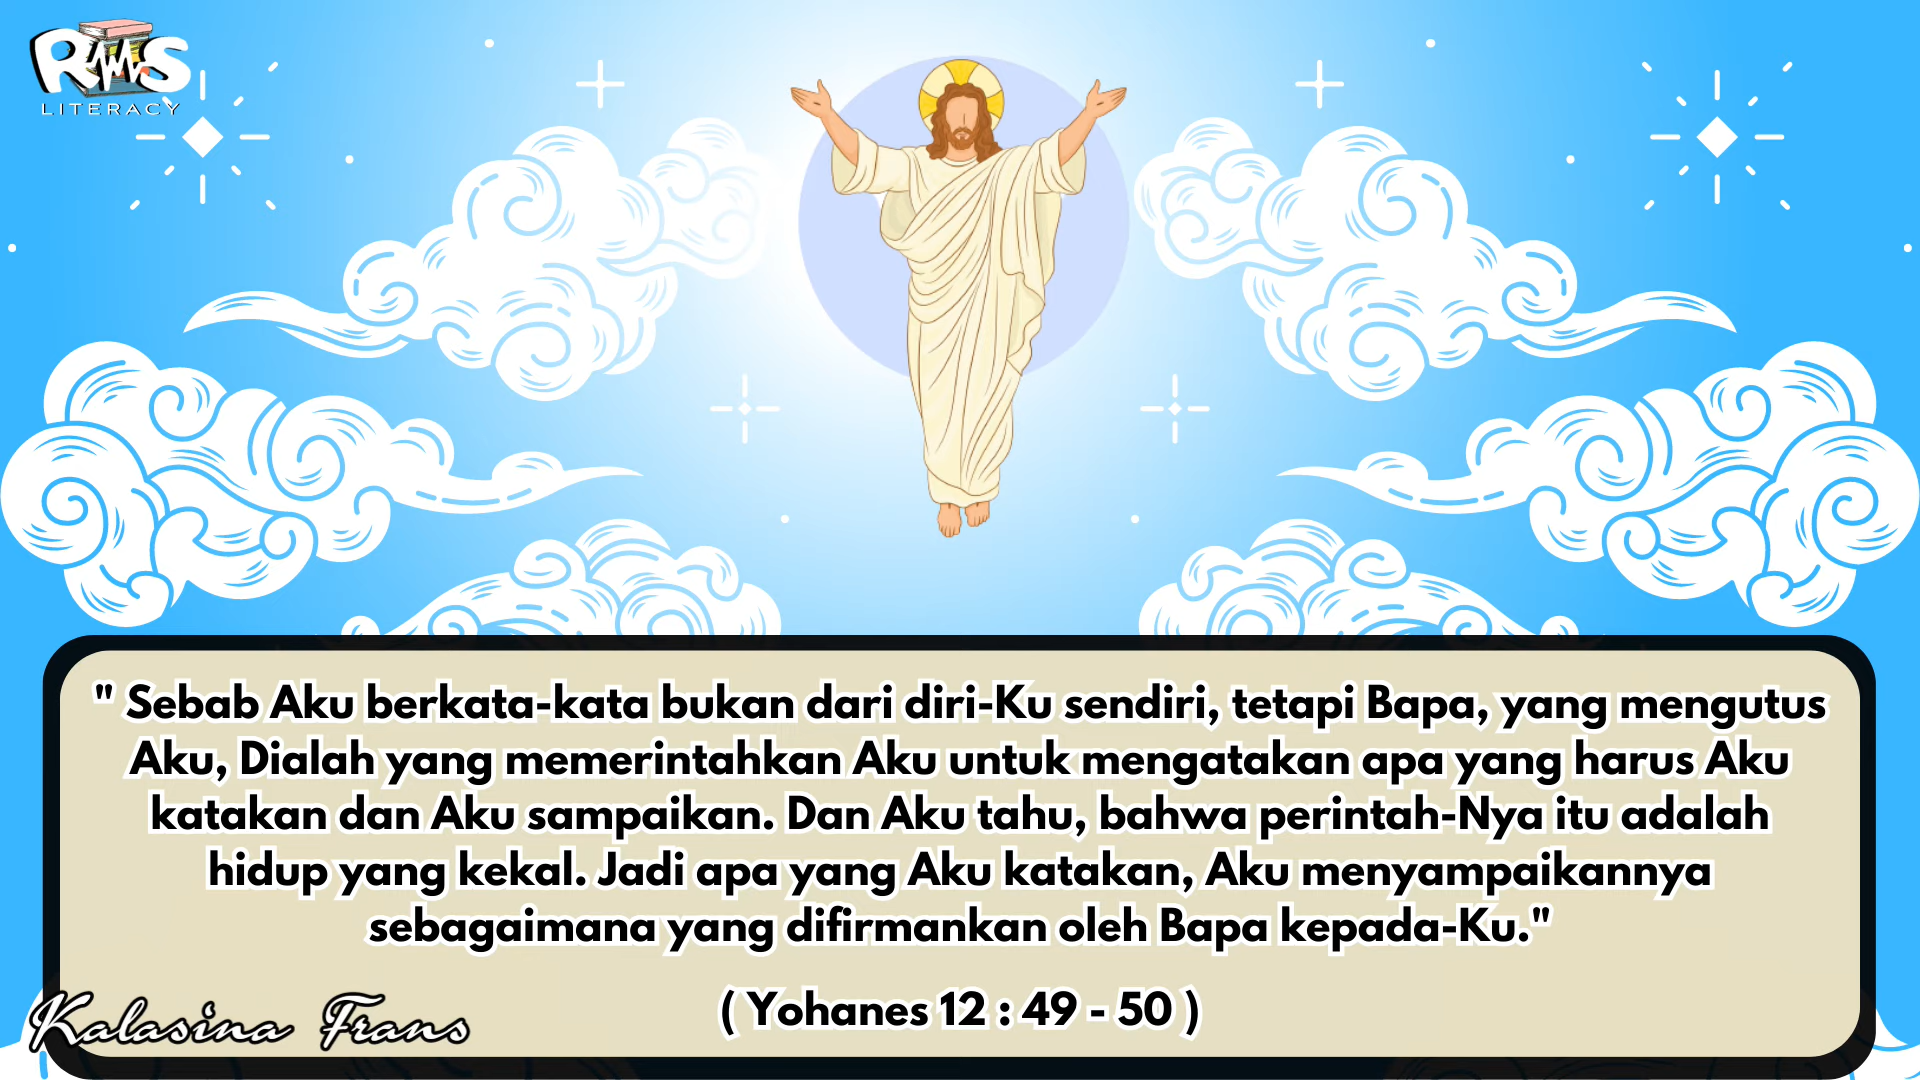 RMS
LITERACY
" Sebab Aku berkata-kata bukan dari diri-Ku sendiri, tetapi Bapa, yang mengutus
Aku, Dialah yang memerintahkan Aku untuk mengatakan apa yang harus Aku
katakan dan Aku sampaikan. Dan Aku tahu, bahwa perintah-Nya itu adalah
hidup yang kekal. Jadi apa yang Aku katakan, Aku menyampaikannya
sebagaimana yang difirmankan oleh Bapa kepada-Ku."
( Yohanes 12 : 49 - 50 )
Kalasina Frans